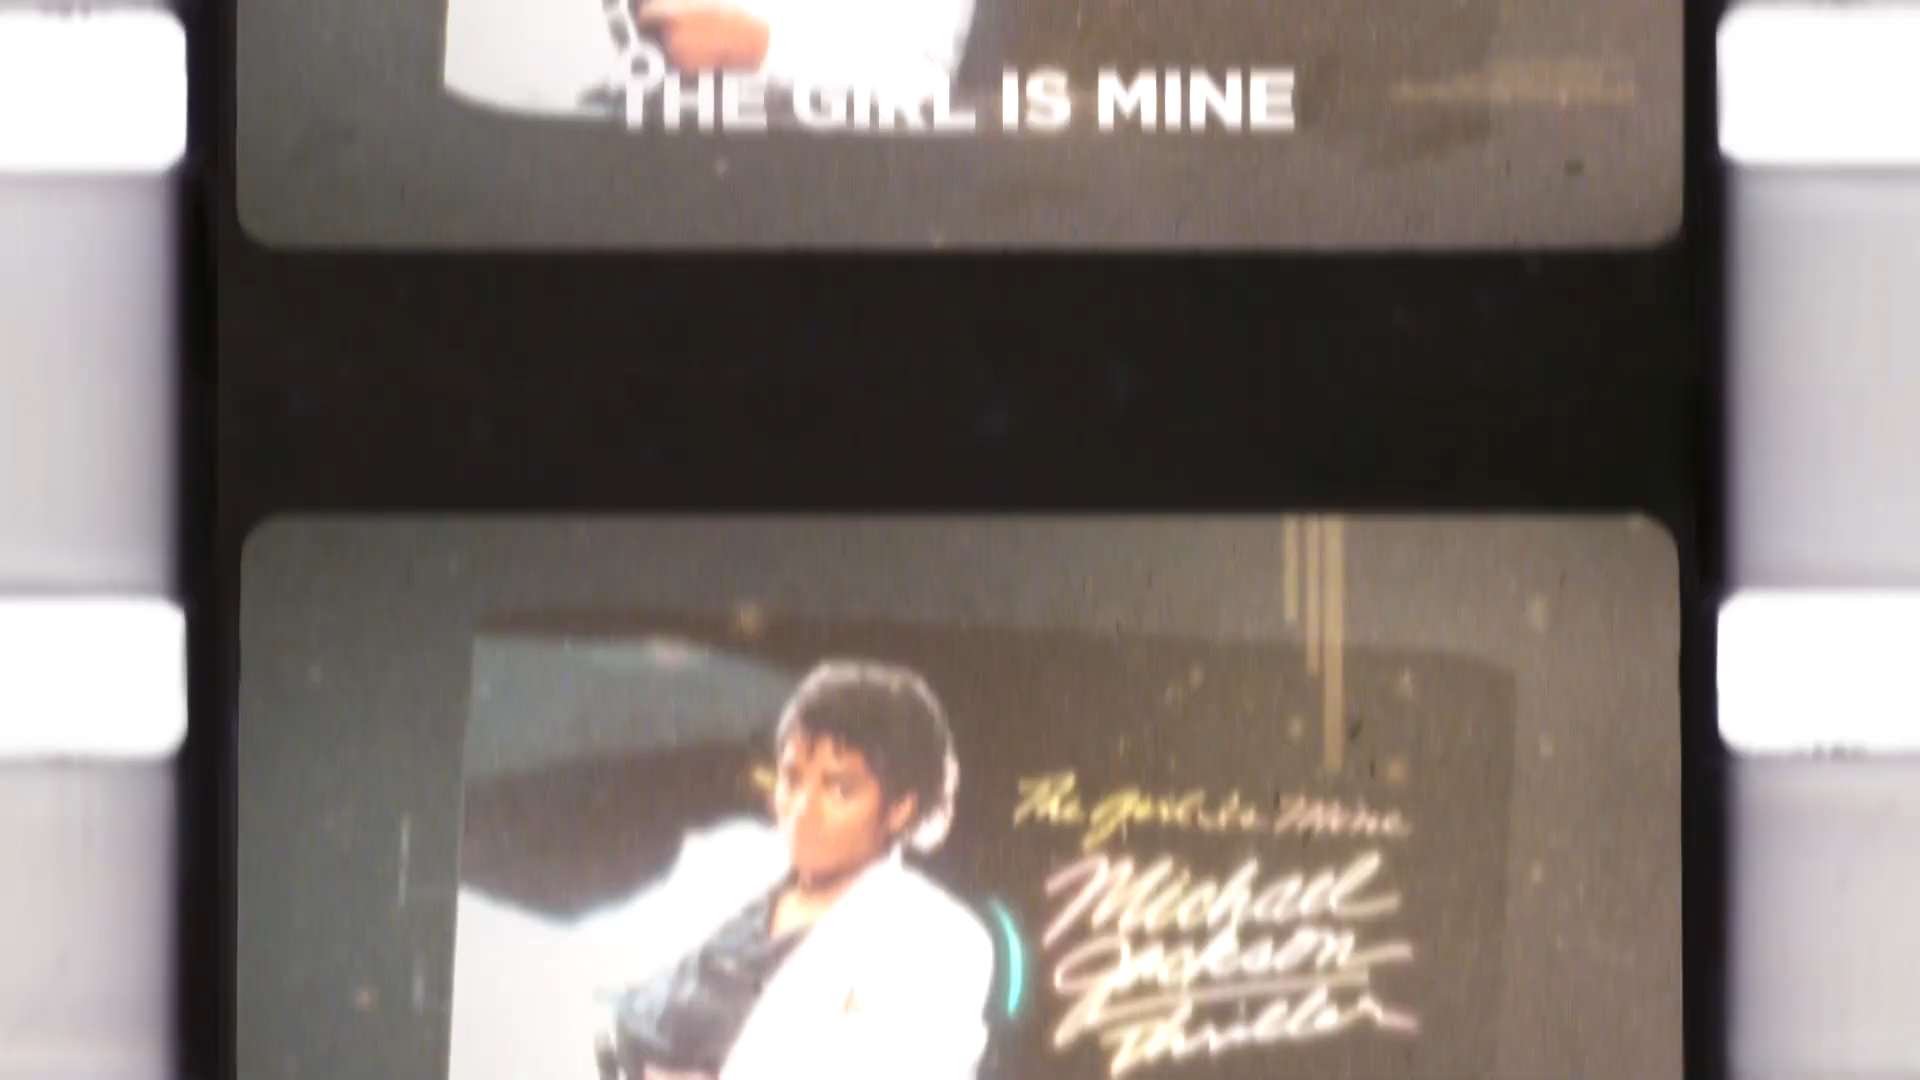 THE GIRL IS MINE
The girl is mine
Michael
Jackson
Thriller